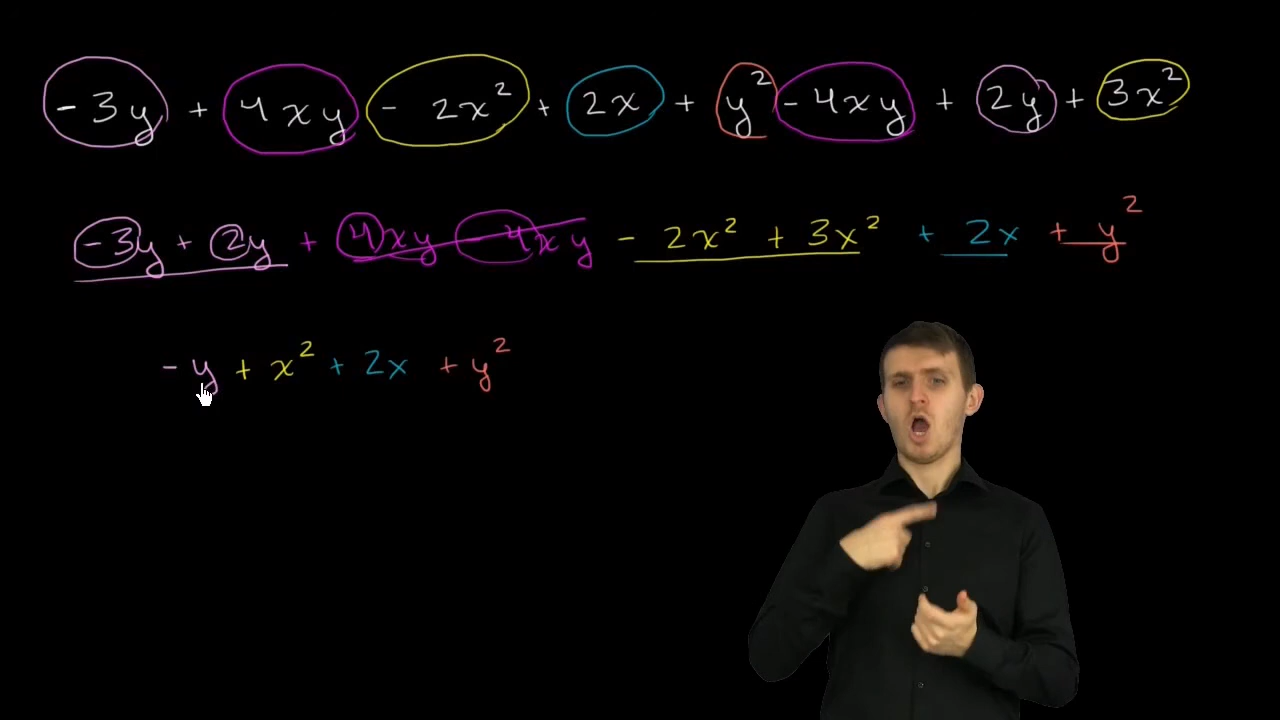 - 3y + 4xy - 2x² + 2x + y² - 4xy + 2y + 3x²
-3y + 2y + 4xy - 4xy - 2x² + 3x² + 2x + y²
- y + x² + 2x + y²